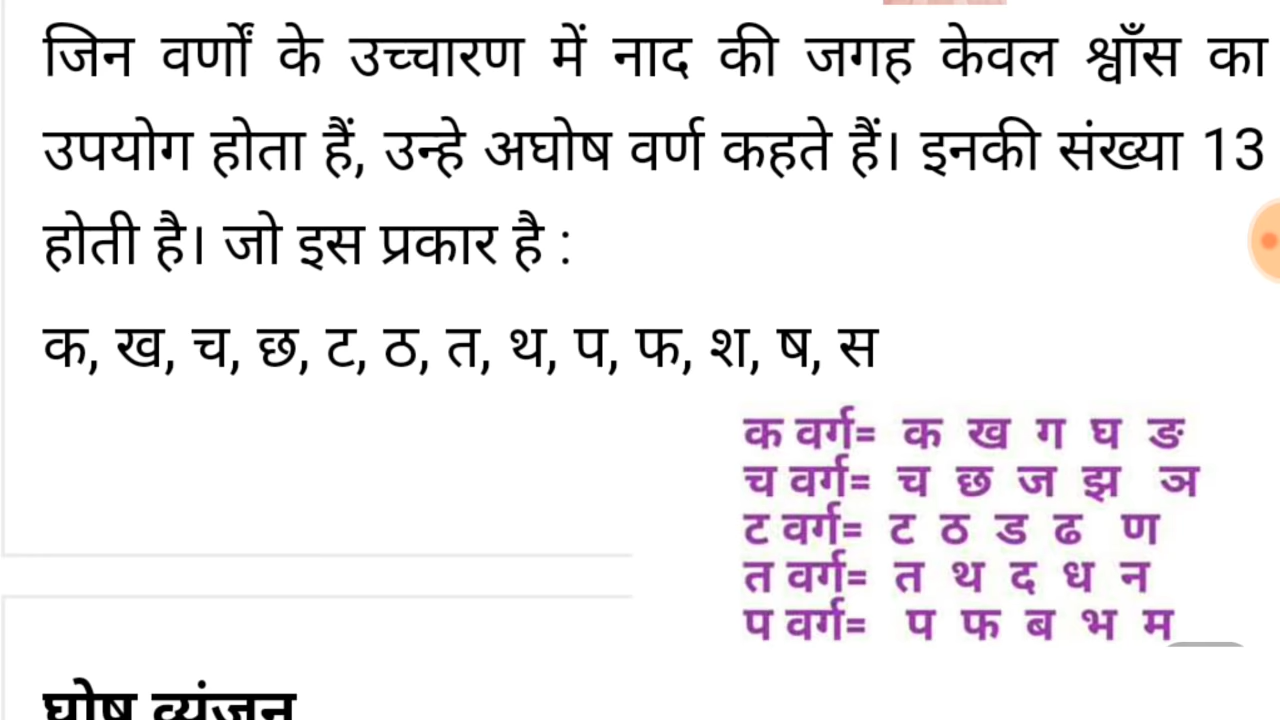 जिन वर्णों के उच्चारण में नाद की जगह केवल श्वाँस का
उपयोग होता हैं, उन्हे अघोष वर्ण कहते हैं। इनकी संख्या 13
होती है। जो इस प्रकार है :
क, ख, च, छ, ट, ठ, त, थ, प, फ, श, ष, स
क वर्ग= क ख ग घ ङ
च वर्ग= च छ ज झ ञ
ट वर्ग= ट ठ ड ढ ण
त वर्ग= त थ द ध न
प वर्ग= प फ ब भ म
घोष व्यंजन